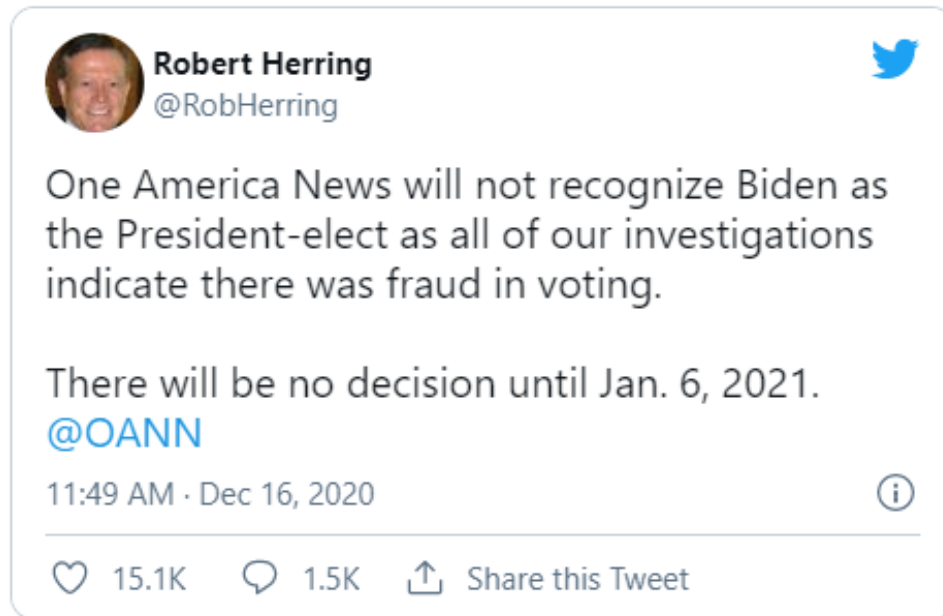 Robert Herring
@RobHerring
One America News will not recognize Biden as
the President-elect as all of our investigations
indicate there was fraud in voting.
There will be no decision until Jan. 6, 2021.
@OANN
11:49 AM · Dec 16, 2020
15.1K 1.5K Share this Tweet